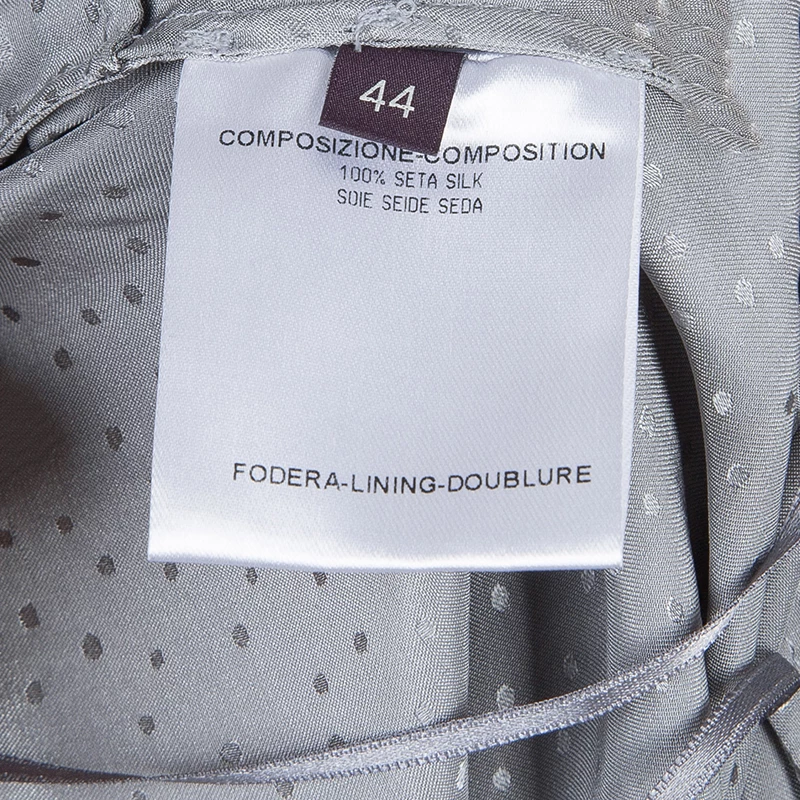 44
COMPOSIZIONE-COMPOSITION
100% SETA SILK
SOIE SEIDE SEDA
FODERA-LINING-DOUBLURE